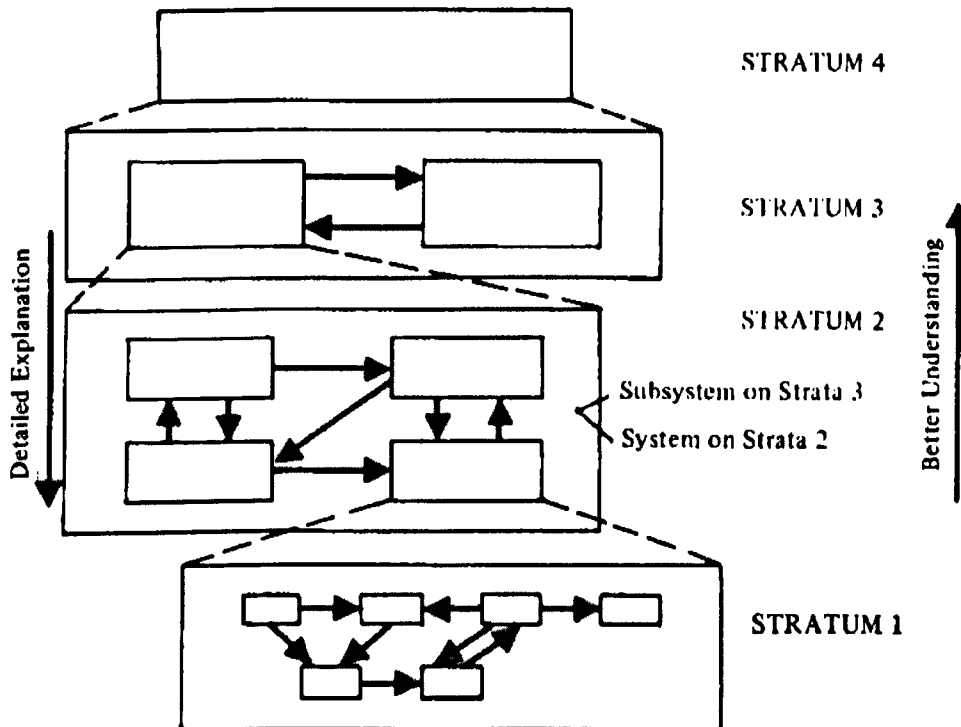 STRATUM 4
STRATUM 3
Detailed Explanation
Better Understanding
STRATUM 2
Subsystem on Strata 3
System on Strata 2
STRATUM 1